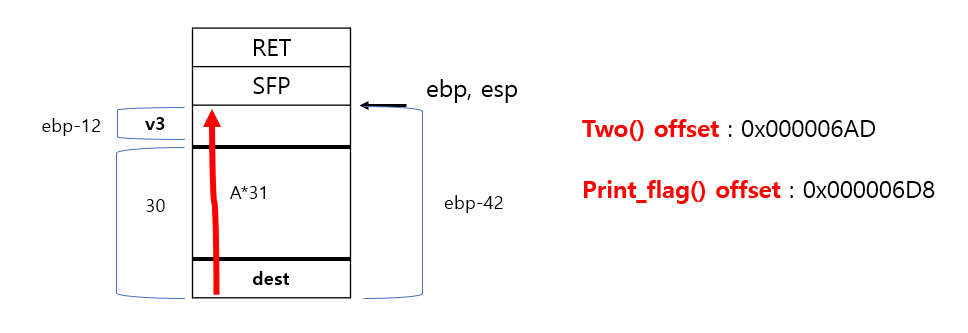 RET
SFP
ebp, esp
ebp-12
v3
Two() offset : 0x000006AD
30
A*31
ebp-42
Print_flag() offset : 0x000006D8
dest